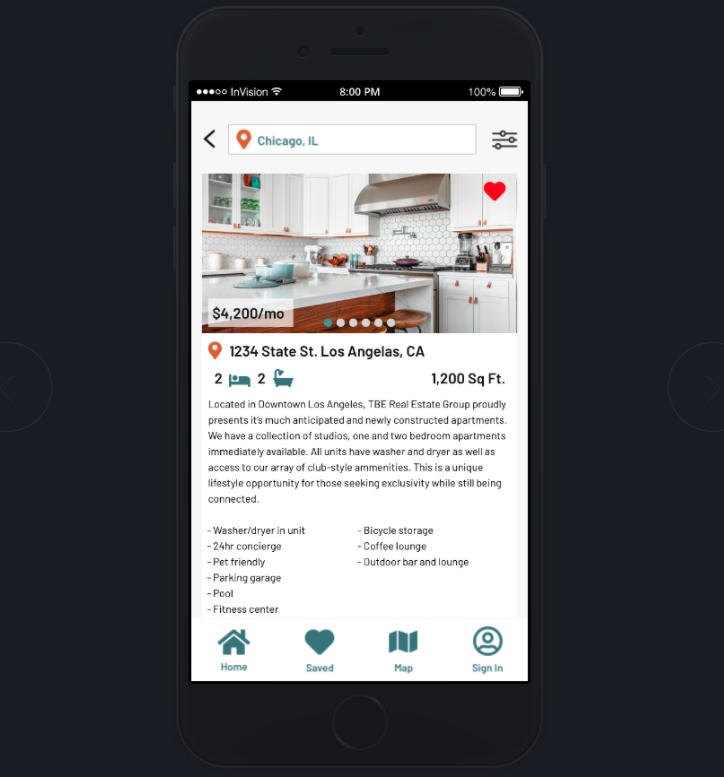 InVision 8:00 PM 100%
Chicago, IL
$4,200/mo
1234 State St. Los Angelas, CA
2 2 1,200 Sq Ft.
Located in Downtown Los Angeles, TBE Real Estate Group proudly
presents it's much anticipated and newly constructed apartments.
We have a collection of studios, one and two bedroom apartments
immediately available. All units have washer and dryer as well as
access to our array of club-style ammenities. This is a unique
lifestyle opportunity for those seeking exclusivity while still being
connected.
- Washer/dryer in unit
- 24hr concierge
- Pet friendly
- Parking garage
- Pool
- Fitness center
- Bicycle storage
- Coffee lounge
- Outdoor bar and lounge
Home Saved Map Sign In